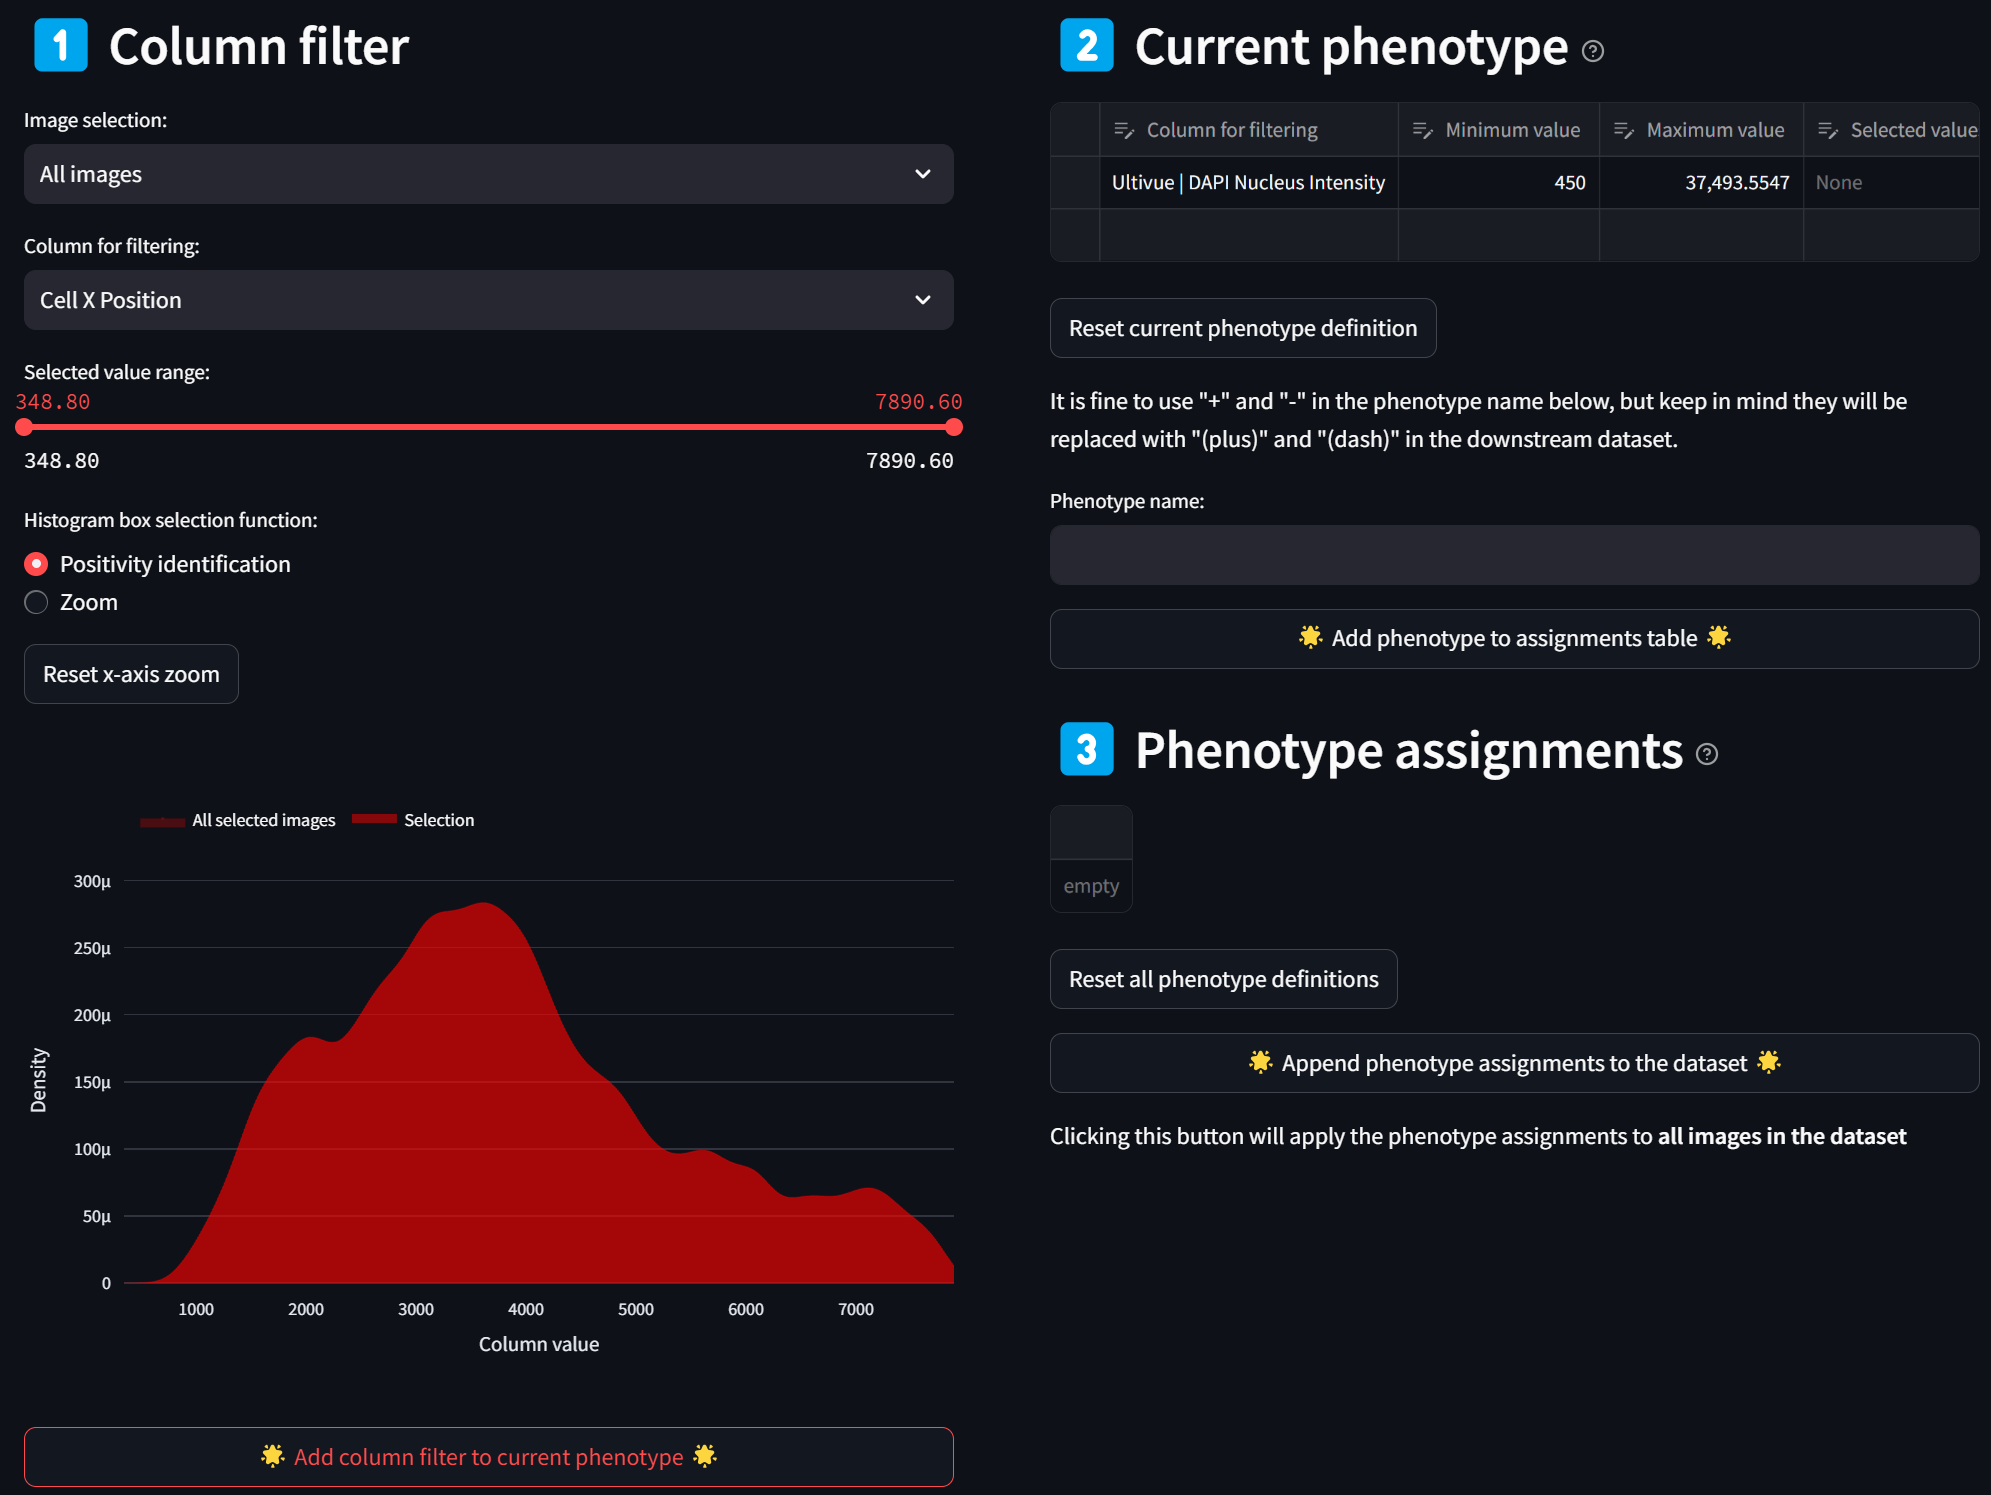 1 Column filter
Image selection:
All images
Column for filtering:
Cell X Position
Selected value range:
348.80 7890.60
348.80 7890.60
Histogram box selection function:
Positivity identification
Zoom
Reset x-axis zoom
All selected images Selection
300µ
250µ
200µ
150µ
100µ
50µ
0
Density
1000 2000 3000 4000 5000 6000 7000
Column value
🌟 Add column filter to current phenotype 🌟
2 Current phenotype
Column for filtering Minimum value Maximum value Selected value
Ultivue | DAPI Nucleus Intensity 450 37,493.5547 None
Reset current phenotype definition
It is fine to use "+" and "-" in the phenotype name below, but keep in mind they will be
replaced with "(plus)" and "(dash)" in the downstream dataset.
Phenotype name:
🌟 Add phenotype to assignments table 🌟
3 Phenotype assignments
empty
Reset all phenotype definitions
🌟 Append phenotype assignments to the dataset 🌟
Clicking this button will apply the phenotype assignments to all images in the dataset